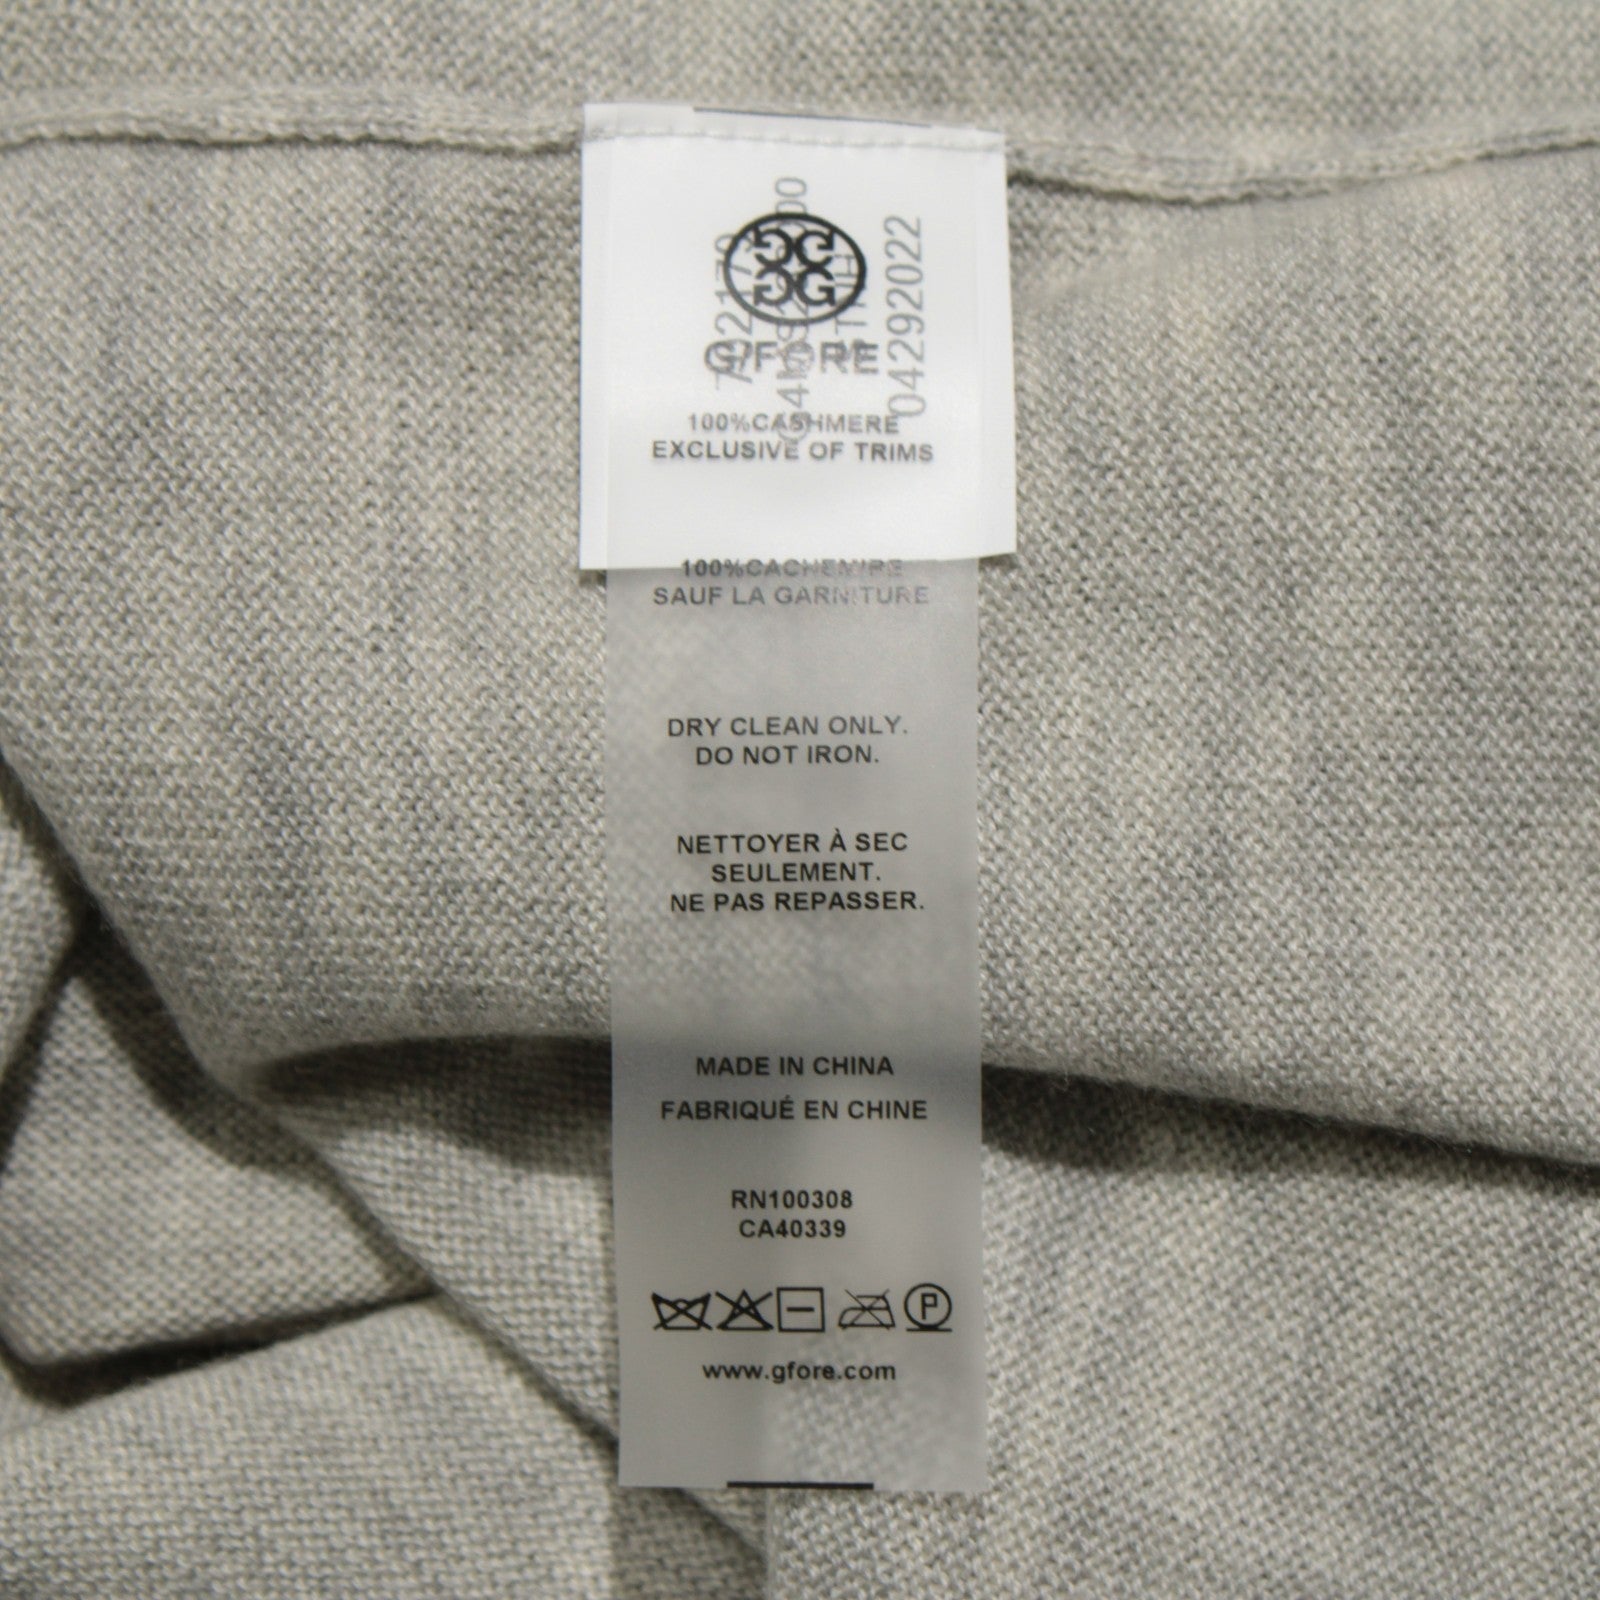 G/FORE
100%CASHMERE
EXCLUSIVE OF TRIMS
04292022
100%CACHEMIRE
SAUF LA GARNITURE
DRY CLEAN ONLY.
DO NOT IRON.
NETTOYER À SEC
SEULEMENT.
NE PAS REPASSER.
MADE IN CHINA
FABRIQUÉ EN CHINE
RN100308
CA40339
P
www.gfore.com